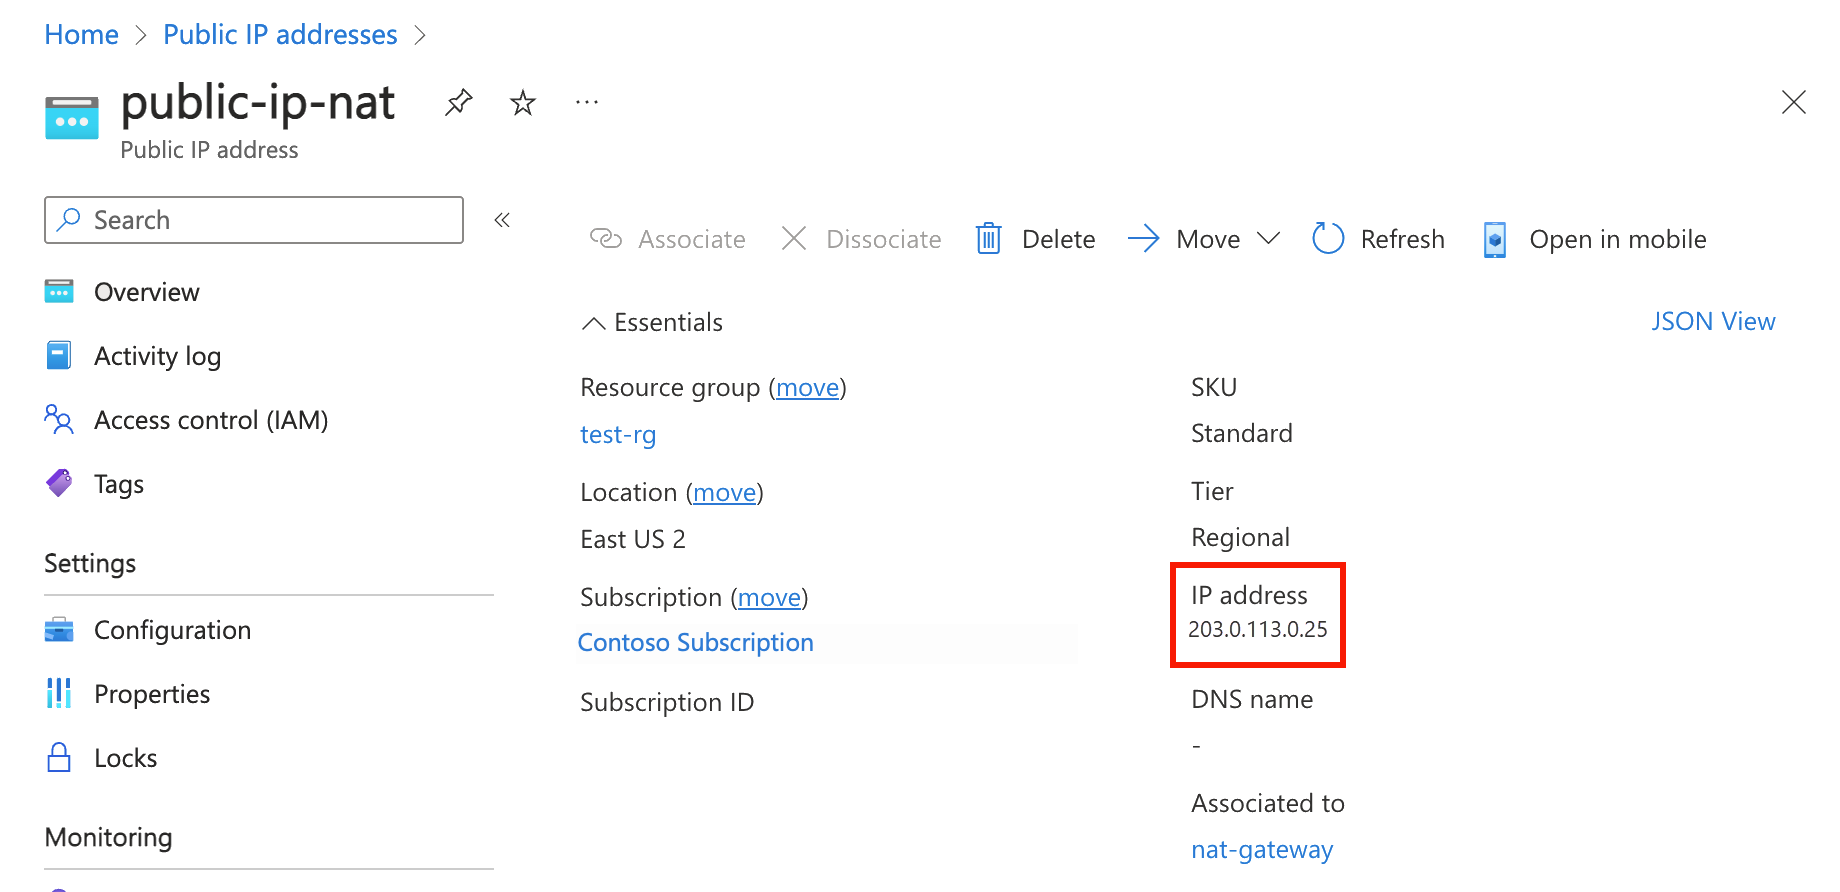 Home > Public IP addresses >
public-ip-nat
Public IP address
Search
«
Overview
Activity log
Access control (IAM)
Tags
Settings
Configuration
Properties
Locks
Monitoring
Associate Dissociate Delete Move Refresh Open in mobile
Essentials
JSON View
Resource group (move)
test-rg
Location (move)
East US 2
Subscription (move)
Contoso Subscription
Subscription ID
SKU
Standard
Tier
Regional
IP address
203.0.113.0.25
DNS name
-
Associated to
nat-gateway